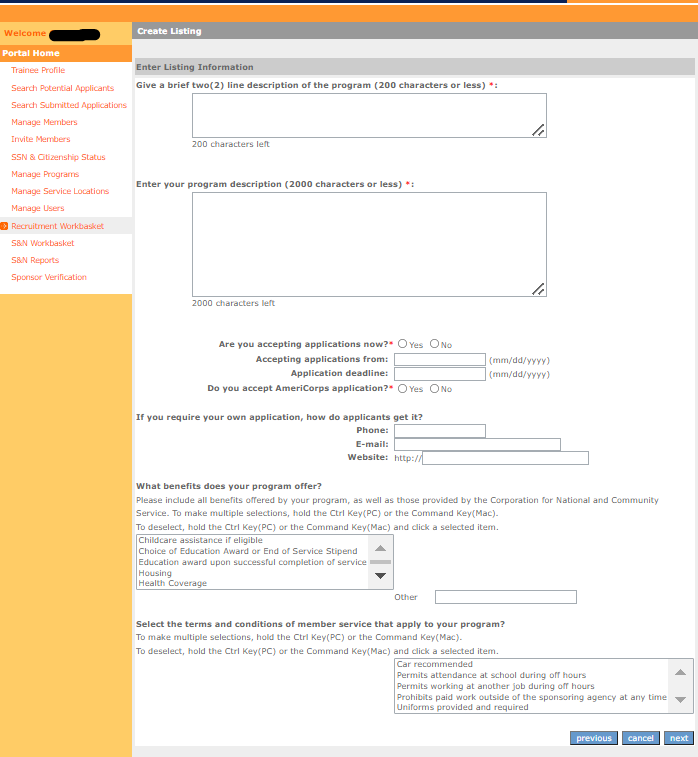 Welcome
Portal Home
Trainee Profile
Search Potential Applicants
Search Submitted Applications
Manage Members
Invite Members
SSN & Citizenship Status
Manage Programs
Manage Service Locations
Manage Users
Recruitment Workbasket
S&N Workbasket
S&N Reports
Sponsor Verification
Create Listing
Enter Listing Information
Give a brief two(2) line description of the program (200 characters or less) *:
200 characters left
Enter your program description (2000 characters or less) *:
2000 characters left
Are you accepting applications now?* Yes No
Accepting applications from: (mm/dd/yyyy)
Application deadline: (mm/dd/yyyy)
Do you accept AmeriCorps application?* Yes No
If you require your own application, how do applicants get it?
Phone:
E-mail:
Website: http://
What benefits does your program offer?
Please include all benefits offered by your program, as well as those provided by the Corporation for National and Community
Service. To make multiple selections, hold the Ctrl Key(PC) or the Command Key(Mac).
To deselect, hold the Ctrl Key(PC) or the Command Key(Mac) and click a selected item.
Childcare assistance if eligible
Choice of Education Award or End of Service Stipend
Education award upon successful completion of service
Housing
Health Coverage
Other
Select the terms and conditions of member service that apply to your program?
To make multiple selections, hold the Ctrl Key(PC) or the Command Key(Mac).
To deselect, hold the Ctrl Key(PC) or the Command Key(Mac) and click a selected item.
Car recommended
Permits attendance at school during off hours
Permits working at another job during off hours
Prohibits paid work outside of the sponsoring agency at any time
Uniforms provided and required
previous cancel next